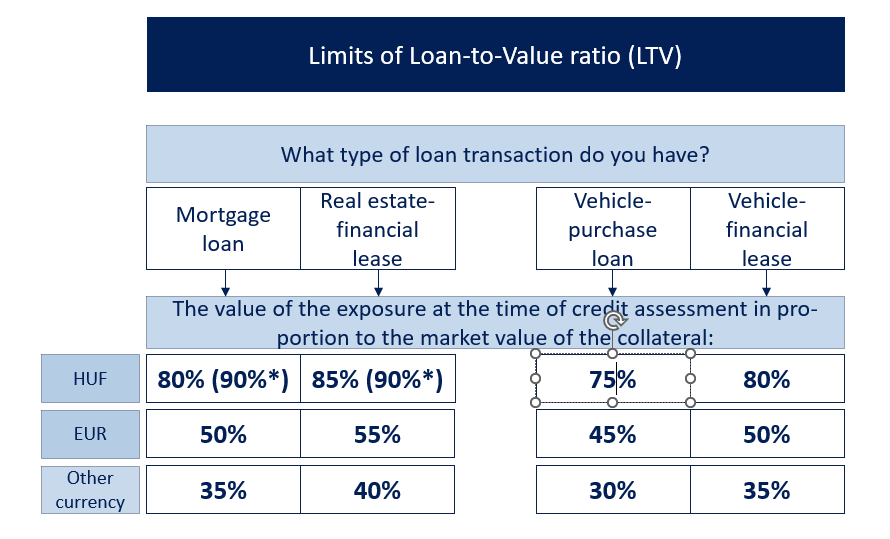 Limits of Loan-to-Value ratio (LTV)
What type of loan transaction do you have?
Mortgage
loan
Real estate-
financial
lease
Vehicle-
purchase
loan
Vehicle-
financial
lease
The value of the exposure at the time of credit assessment in pro-
portion to the market value of the collateral:
HUF 80% (90%*) 85% (90%*) 75% 80%
EUR 50% 55% 45% 50%
Other
currency
35% 40% 30% 35%